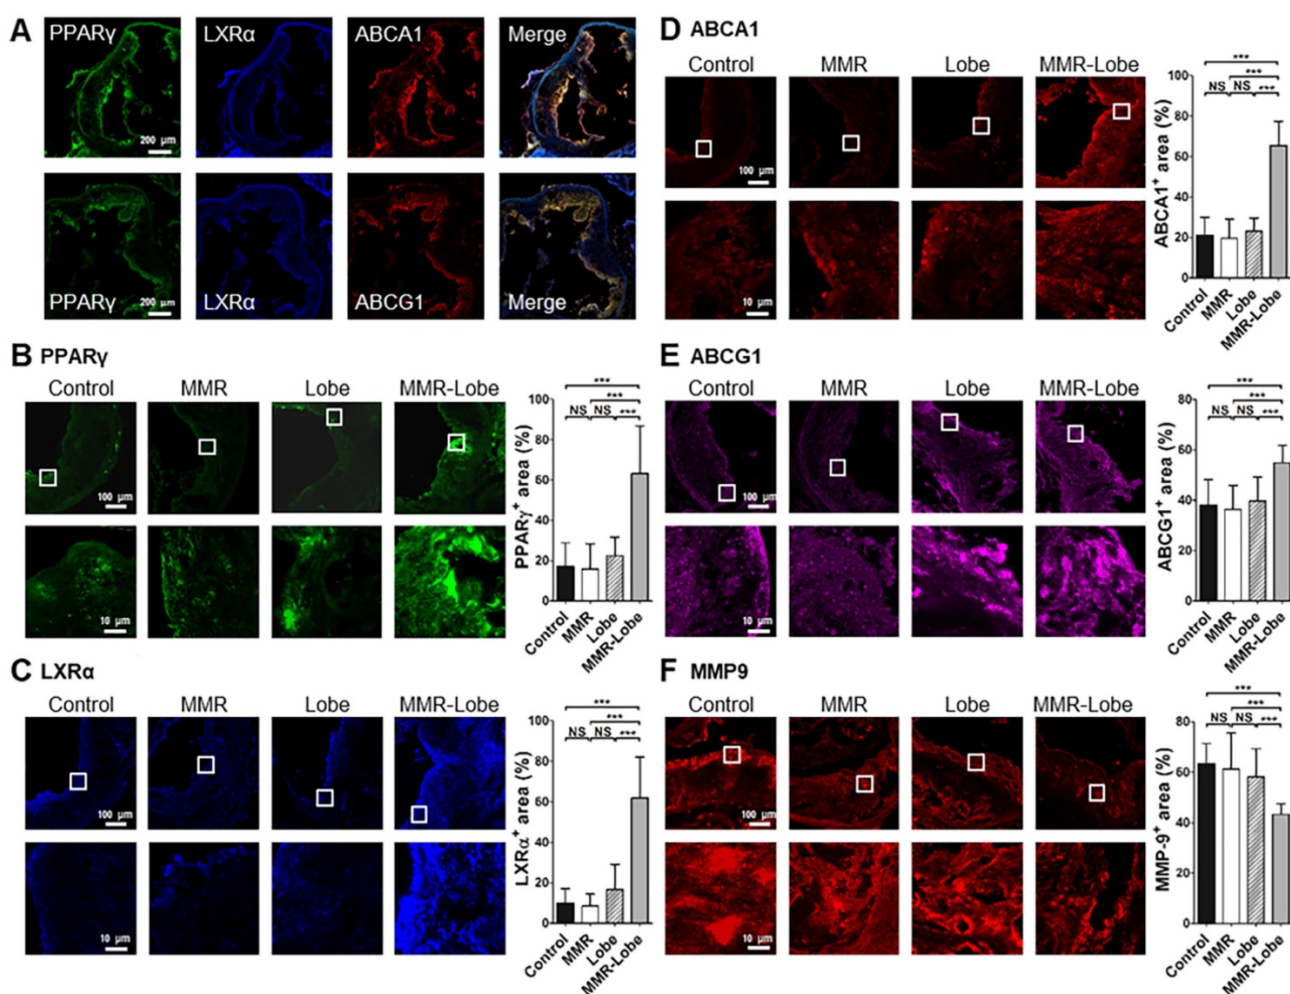 A
PPARγ
LXRα
ABCA1
Merge
200 μm
PPARγ
LXRα
ABCG1
Merge
200 μm
B PPARγ
Control
MMR
Lobe
MMR-Lobe
100 μm
10 μm
PPARγ⁺ area (%)
100
80
60
40
20
0
***
***
NS NS ***
Control
MMR
Lobe
MMR-Lobe
C LXRα
Control
MMR
Lobe
MMR-Lobe
100 μm
10 μm
LXRα⁺ area (%)
100
80
60
40
20
0
***
***
NS NS ***
Control
MMR
Lobe
MMR-Lobe
D ABCA1
Control
MMR
Lobe
MMR-Lobe
100 μm
10 μm
ABCA1⁺ area (%)
100
80
60
40
20
0
***
***
NS NS ***
Control
MMR
Lobe
MMR-Lobe
E ABCG1
Control
MMR
Lobe
MMR-Lobe
100 μm
10 μm
ABCG1⁺ area (%)
80
60
40
20
0
***
***
NS NS ***
Control
MMR
Lobe
MMR-Lobe
F MMP9
Control
MMR
Lobe
MMR-Lobe
100 μm
10 μm
MMP-9⁺ area (%)
80
60
40
20
0
***
***
NS NS ***
Control
MMR
Lobe
MMR-Lobe